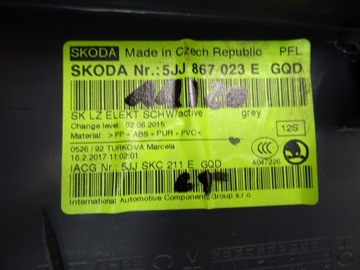 SKODA Made in Czech Republic PFL
SKODA Nr.: 5JJ 867 023 E GQD
SK LZ ELEKT SCHW/active grey
Change level: 02.06.2015
Material: >PP + ABS + PUR + PVC<
12S
0526 / 92 TURKOVA Marcela
16.2.2017 11:02:01
A047220
IACG Nr.: 5JJ SKC 211 E GQD
International Automotive Components Group s.r.o.